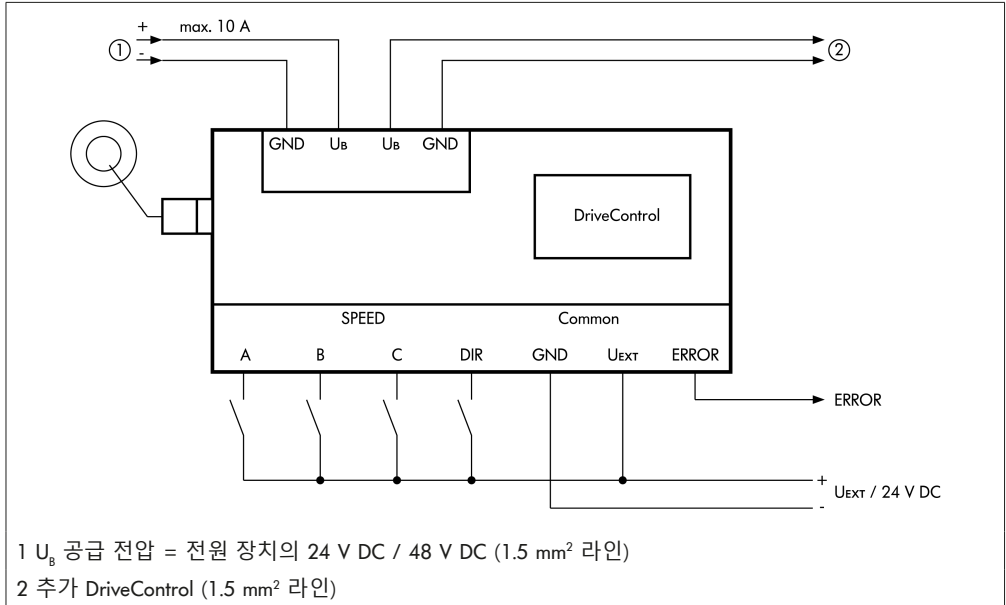 + max. 10 A
① - ②
GND UB UB GND
DriveControl
SPEED Common
A B C DIR GND UEXT ERROR
ERROR
+
UEXT / 24 V DC
-
1 UB 공급 전압 = 전원 장치의 24 V DC / 48 V DC (1.5 mm² 라인)
2 추가 DriveControl (1.5 mm² 라인)